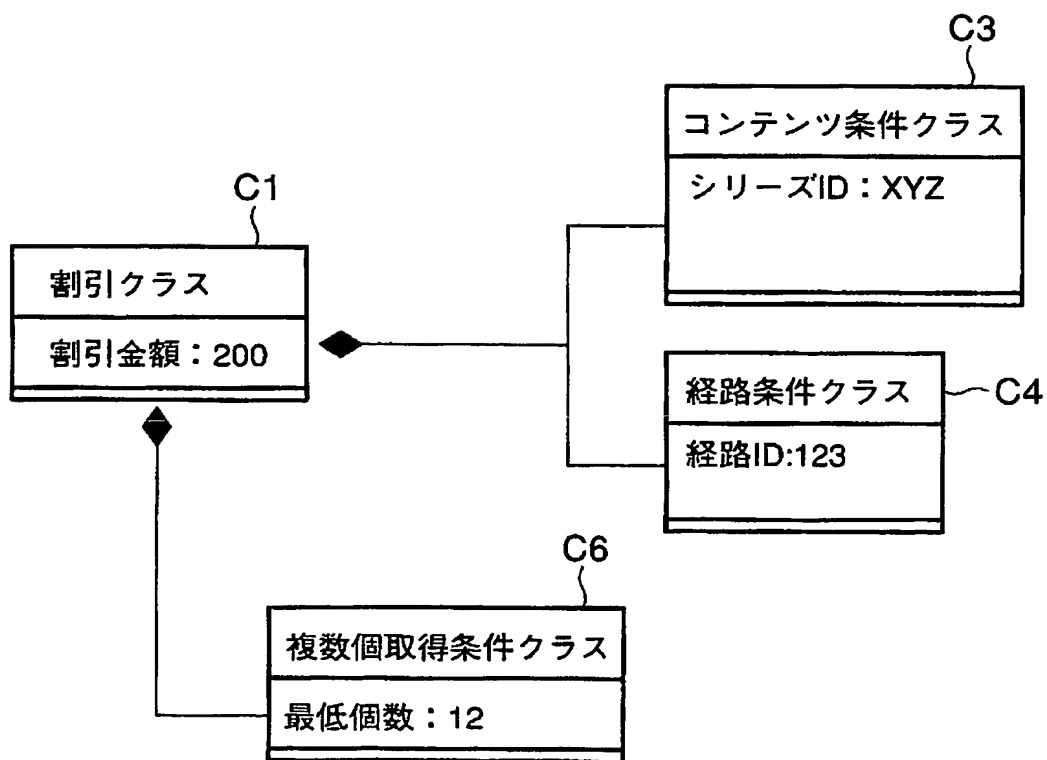 C3
コンテンツ条件クラス
シリーズID：XYZ
C1
割引クラス
割引金額：200
経路条件クラス
C4
経路ID:123
C6
複数個取得条件クラス
最低個数：12